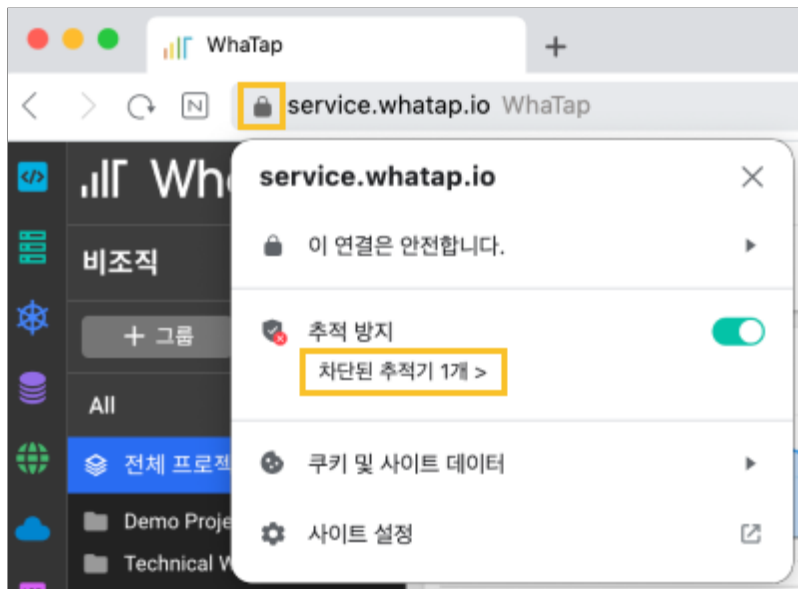 WhaTap
N
service.whatap.io WhaTap
service.whatap.io
이 연결은 안전합니다.
비조직
추적 방지
+ 그룹
차단된 추적기 1개 >
All
전체 프로젝
쿠키 및 사이트 데이터
Demo Proje
사이트 설정
Technical W